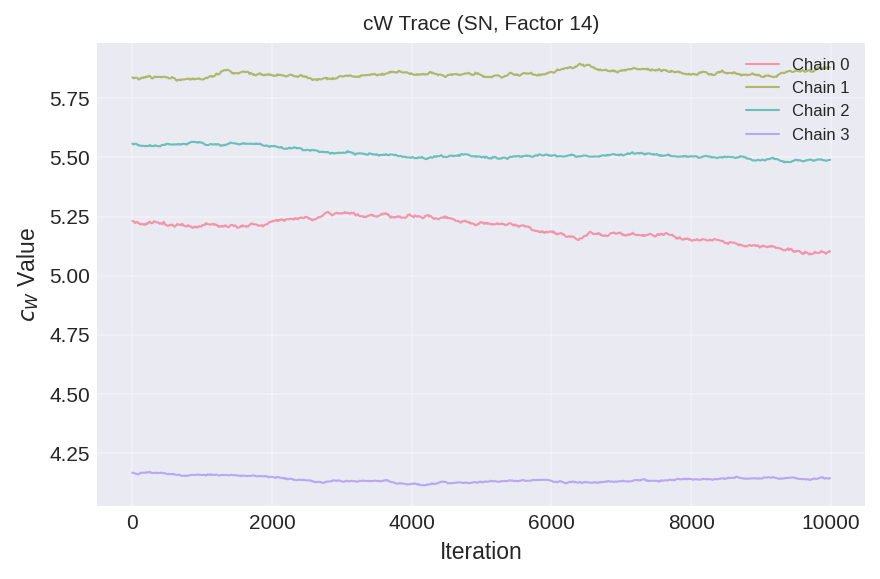 cW Trace (SN, Factor 14)
Chain 0
Chain 1
Chain 2
Chain 3
5.75
5.50
5.25
5.00
4.75
4.50
4.25
cW Value
0 2000 4000 6000 8000 10000
Iteration